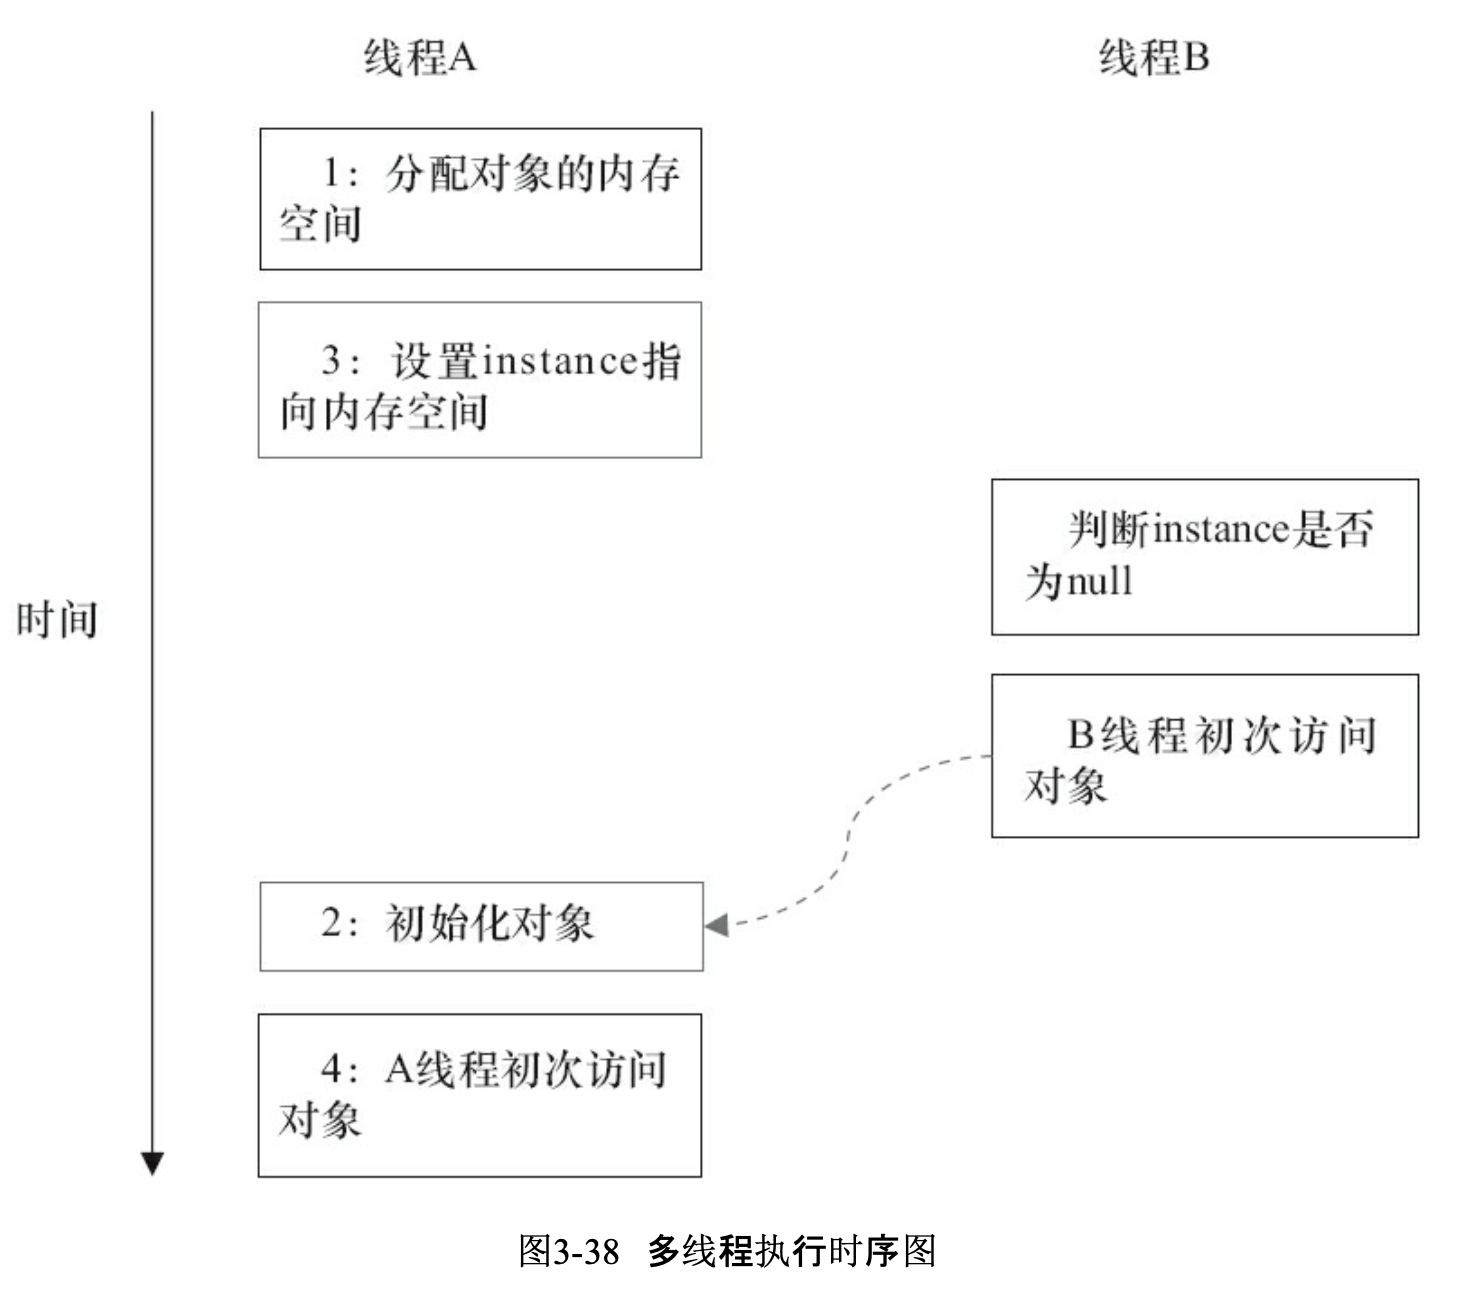 线程A
线程B
1：分配对象的内存
空间
3：设置instance指
向内存空间
判断instance是否
为null
时间
B线程初次访问
对象
2：初始化对象
4：A线程初次访问
对象
图3-38 多线程执行时序图